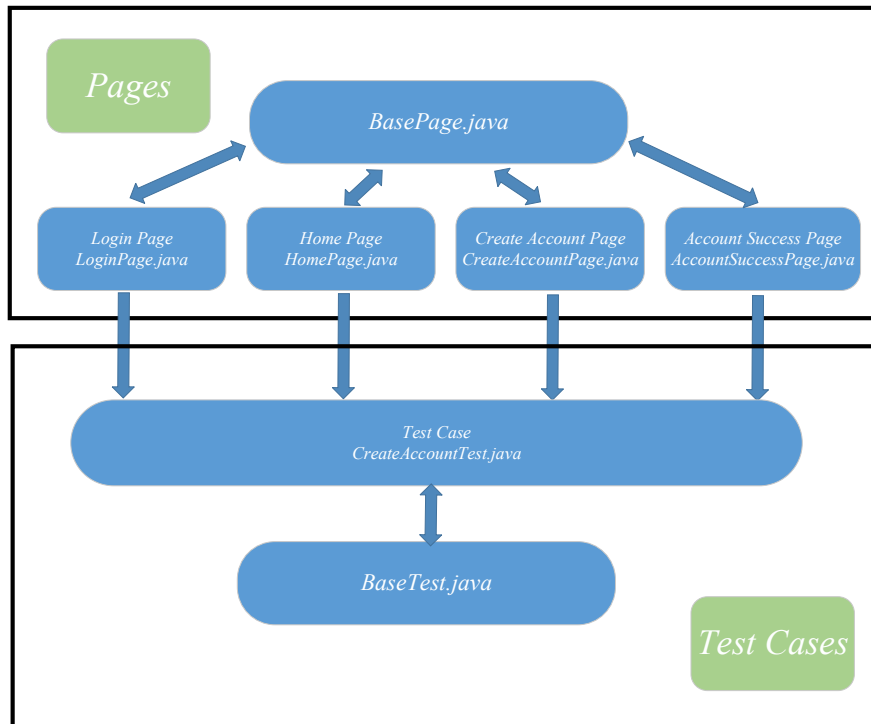 Pages
BasePage.java
Login Page
LoginPage.java
Home Page
HomePage.java
Create Account Page
CreateAccountPage.java
Account Success Page
AccountSuccessPage.java
Test Case
CreateAccountTest.java
BaseTest.java
Test Cases